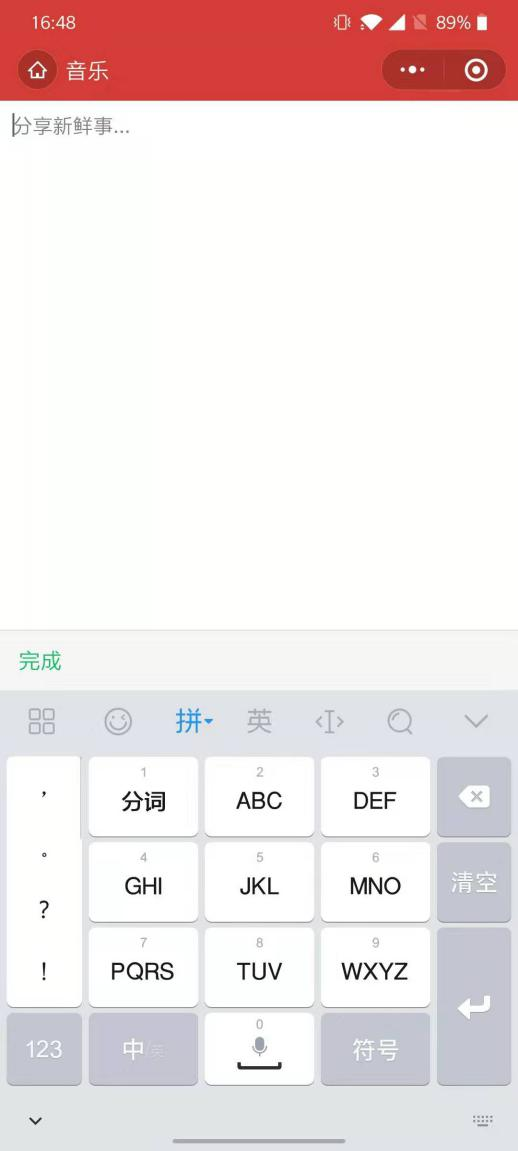 16:48
89%
音乐
分享新鲜事...
完成
拼 英
， 1 分词 2 ABC 3 DEF
。 4 GHI 5 JKL 6 MNO 清空
?
! 7 PQRS 8 TUV 9 WXYZ
123 中/英 0 符号